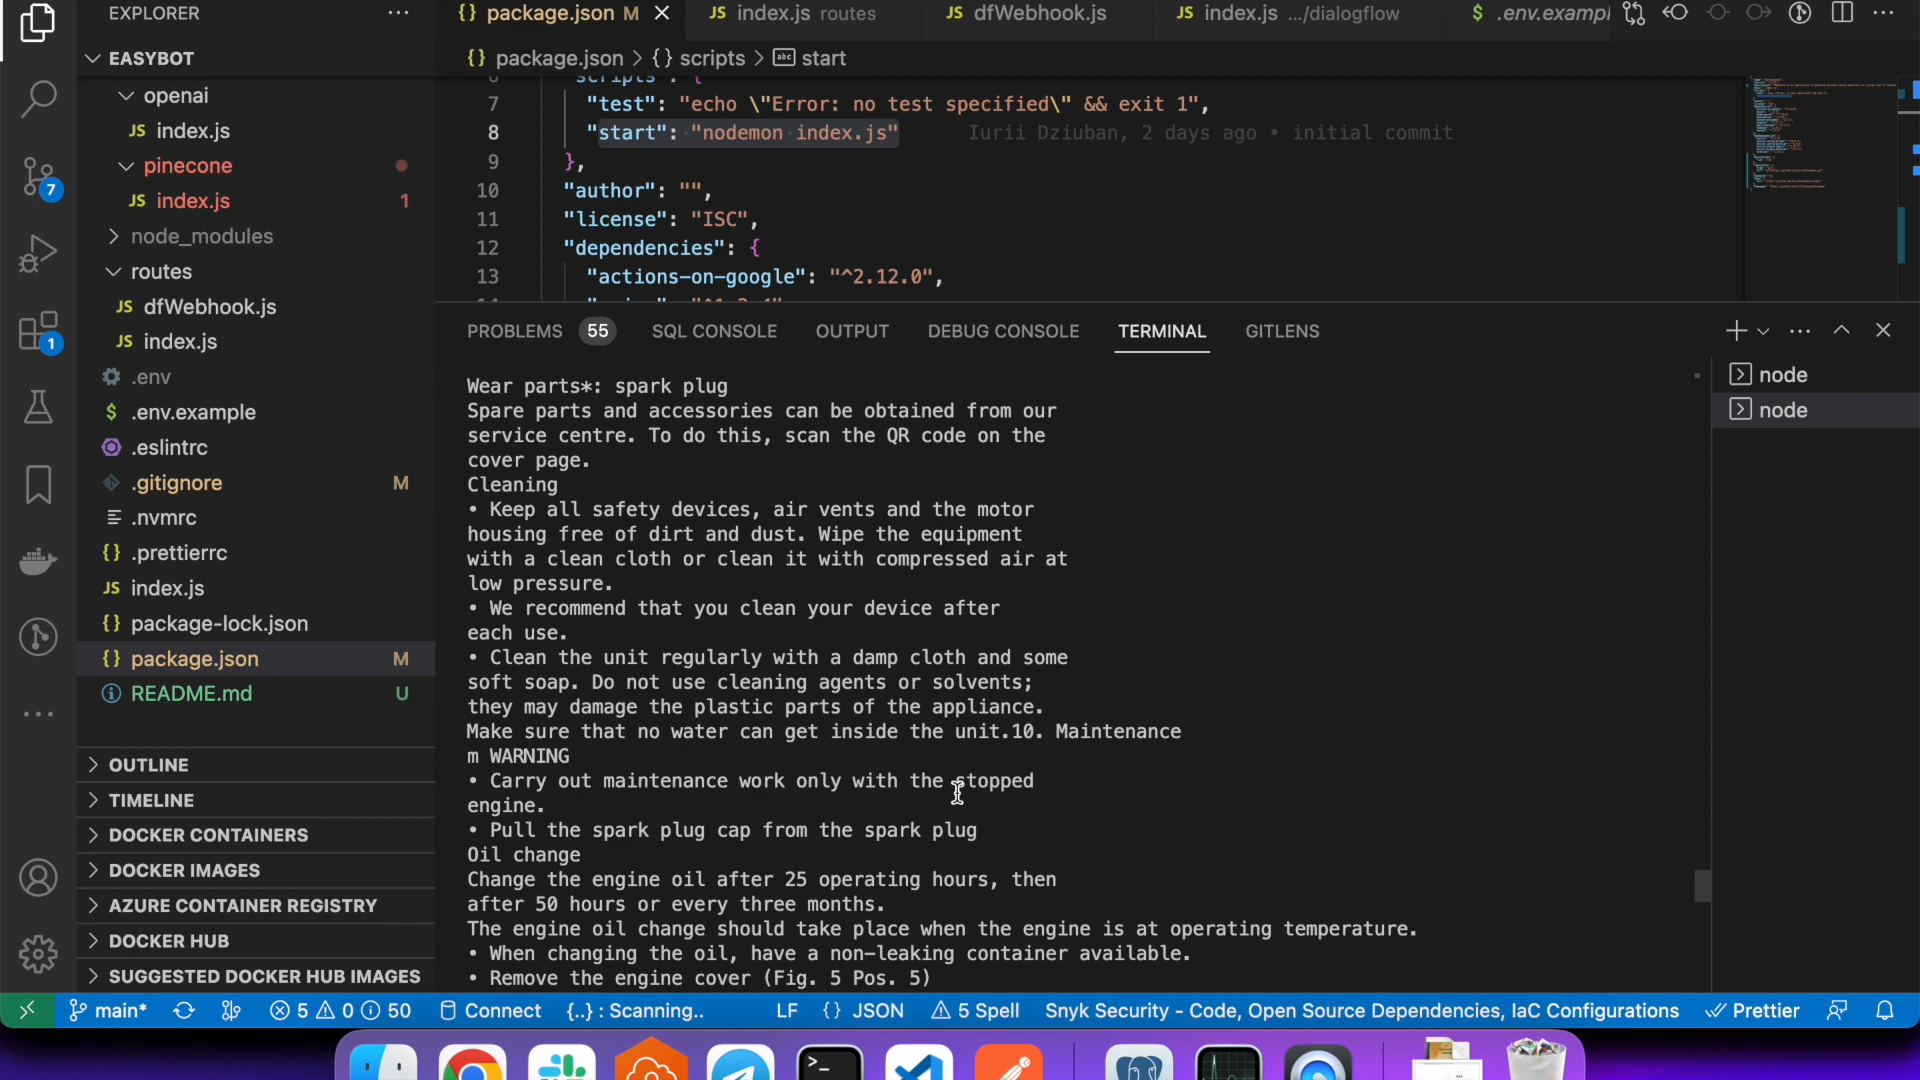 EXPLORER
EASYBOT
openai
JS index.js
pinecone
JS index.js 1
node_modules
routes
JS dfWebhook.js
JS index.js
.env
$ .env.example
.eslintrc
.gitignore M
.nvmrc
{} .prettierrc
JS index.js
{} package-lock.json
{} package.json M
README.md U
OUTLINE
TIMELINE
DOCKER CONTAINERS
DOCKER IMAGES
AZURE CONTAINER REGISTRY
DOCKER HUB
SUGGESTED DOCKER HUB IMAGES
7
1
{} package.json M
JS index.js routes
JS dfWebhook.js
JS index.js .../dialogflow
$ .env.exampl
{} package.json > {} scripts > abc start
7 "test": "echo \"Error: no test specified\" && exit 1",
8 "start": "nodemon index.js" Iurii Dziuban, 2 days ago • initial commit
9 },
10 "author": "",
11 "license": "ISC",
12 "dependencies": {
13 "actions-on-google": "^2.12.0",
PROBLEMS 55 SQL CONSOLE OUTPUT DEBUG CONSOLE TERMINAL GITLENS
node
node
Wear parts*: spark plug
Spare parts and accessories can be obtained from our
service centre. To do this, scan the QR code on the
cover page.
Cleaning
• Keep all safety devices, air vents and the motor
housing free of dirt and dust. Wipe the equipment
with a clean cloth or clean it with compressed air at
low pressure.
• We recommend that you clean your device after
each use.
• Clean the unit regularly with a damp cloth and some
soft soap. Do not use cleaning agents or solvents;
they may damage the plastic parts of the appliance.
Make sure that no water can get inside the unit.10. Maintenance
m WARNING
• Carry out maintenance work only with the stopped
engine.
• Pull the spark plug cap from the spark plug
Oil change
Change the engine oil after 25 operating hours, then
after 50 hours or every three months.
The engine oil change should take place when the engine is at operating temperature.
• When changing the oil, have a non-leaking container available.
• Remove the engine cover (Fig. 5 Pos. 5)
main* 5 0 50 Connect {..} : Scanning.. LF {} JSON 5 Spell Snyk Security - Code, Open Source Dependencies, IaC Configurations Prettier